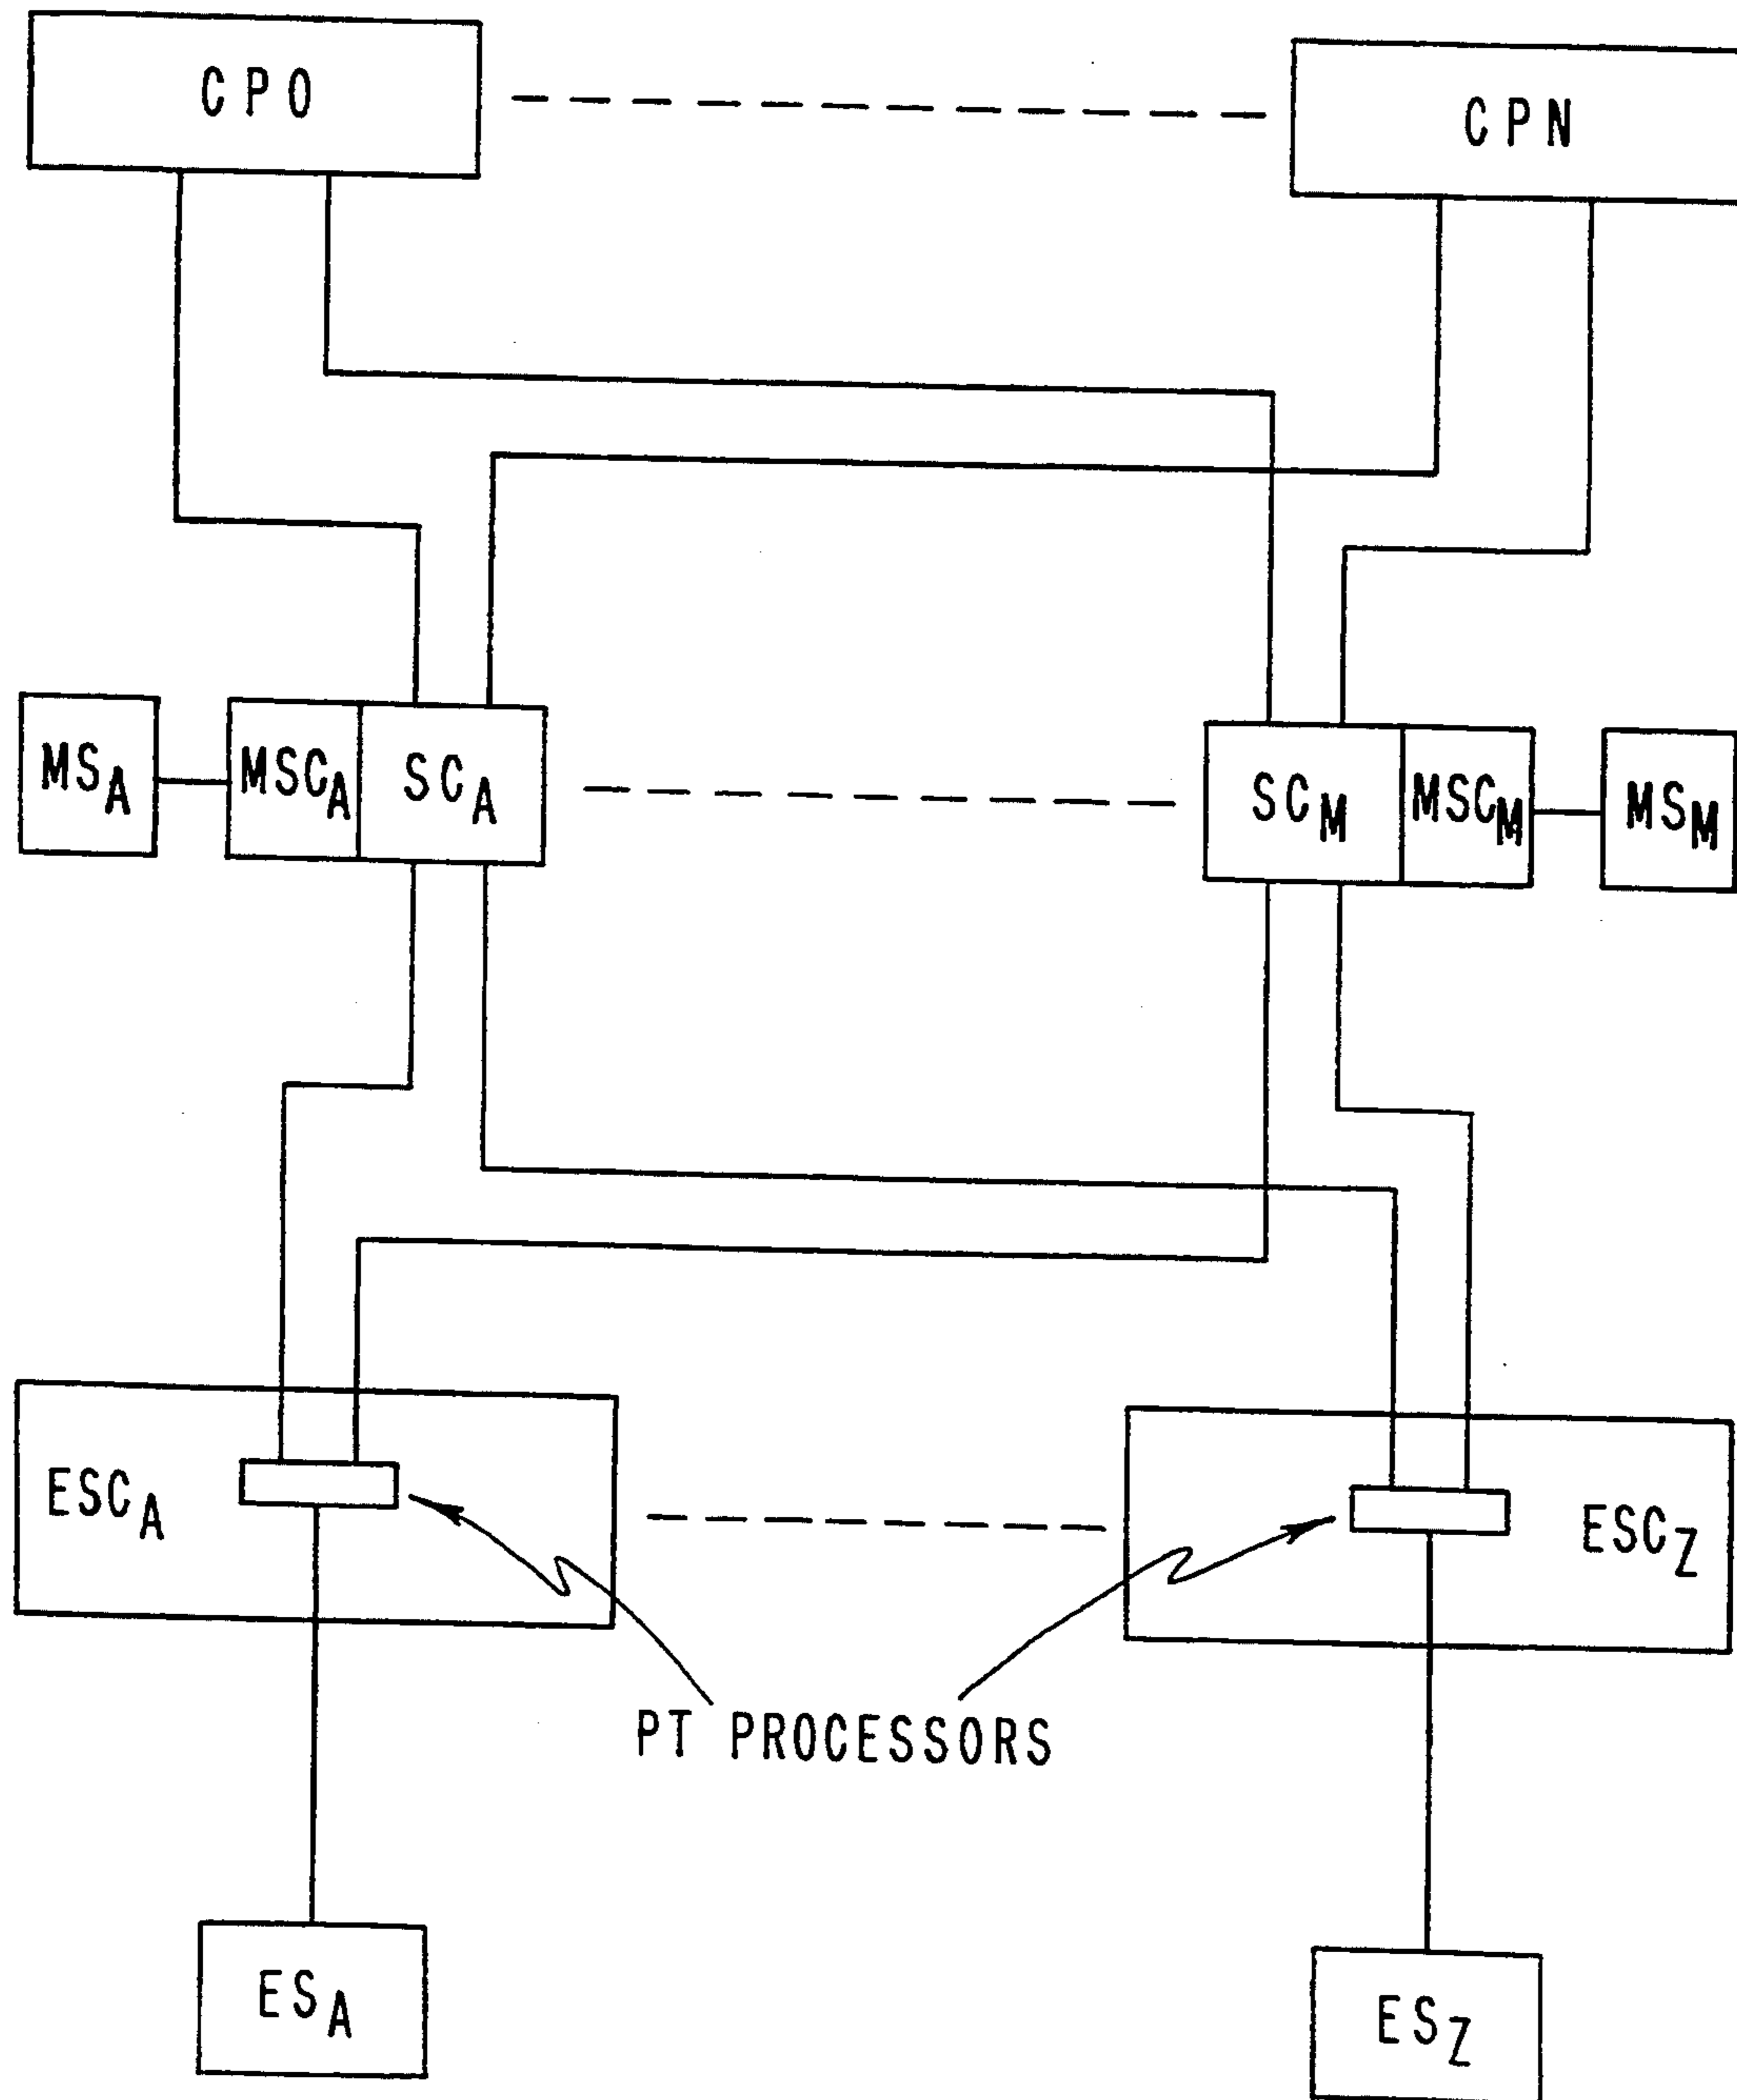 CPO
CPN
MSA
MSCA
SCA
SCM
MSCM
MSM
ESCA
ESCZ
PT PROCESSORS
ESA
ESZ